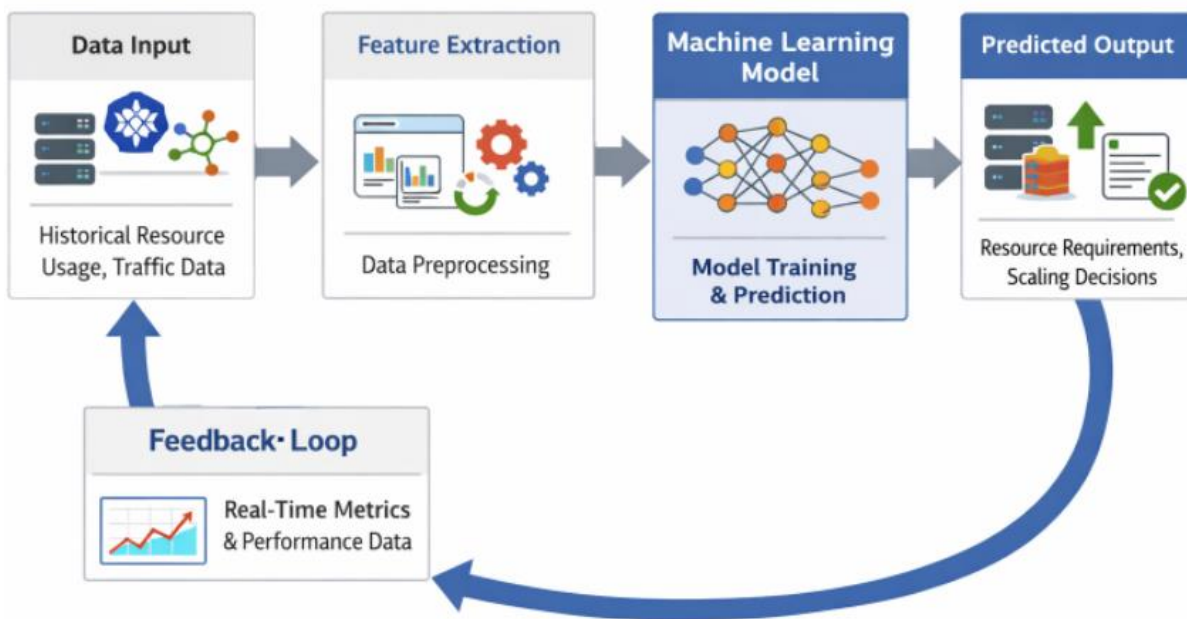 Data Input
Historical Resource
Usage, Traffic Data
Feature Extraction
Data Preprocessing
Machine Learning
Model
Model Training
& Prediction
Predicted Output
Resource Requirements,
Scaling Decisions
Feedback· Loop
Real-Time Metrics
& Performance Data